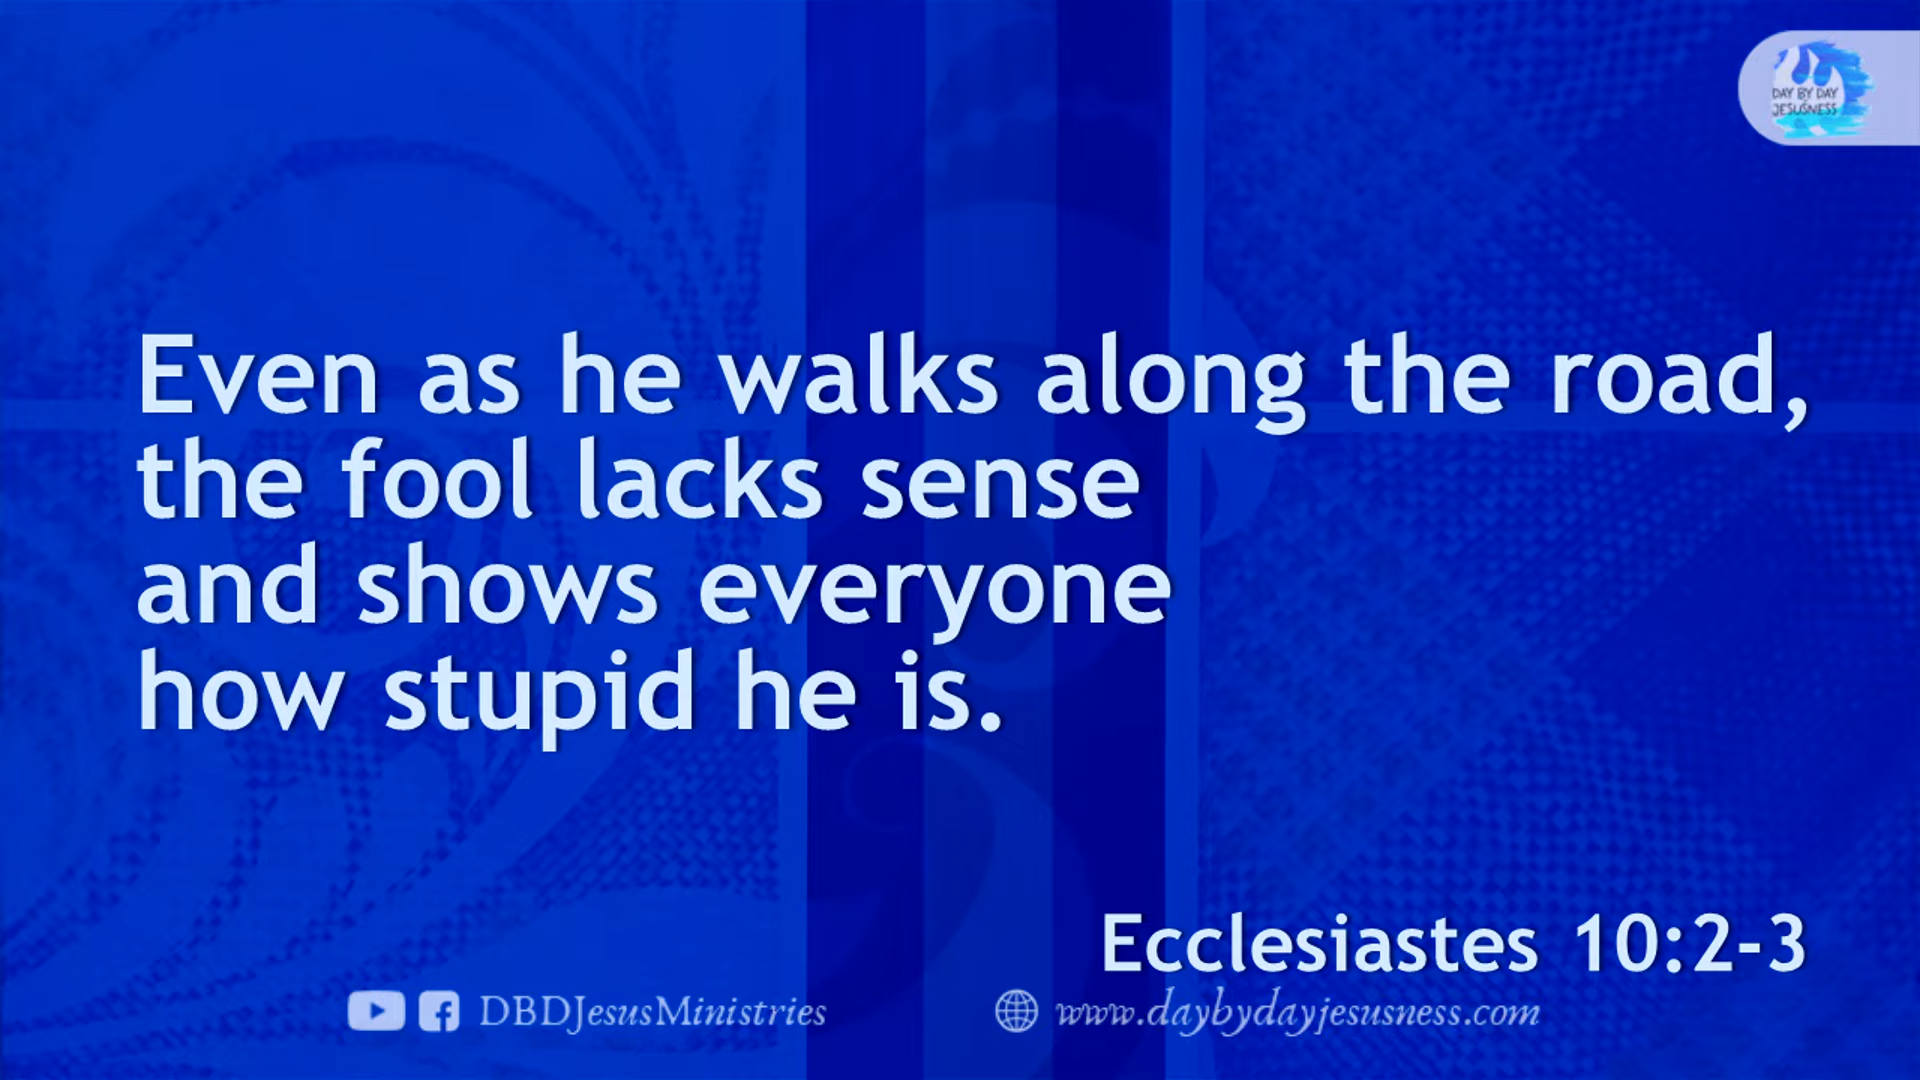 DAY BY DAY
JESUSNESS
Even as he walks along the road,
the fool lacks sense
and shows everyone
how stupid he is.
Ecclesiastes 10:2-3
DBDJesusMinistries
www.daybydayjesusness.com